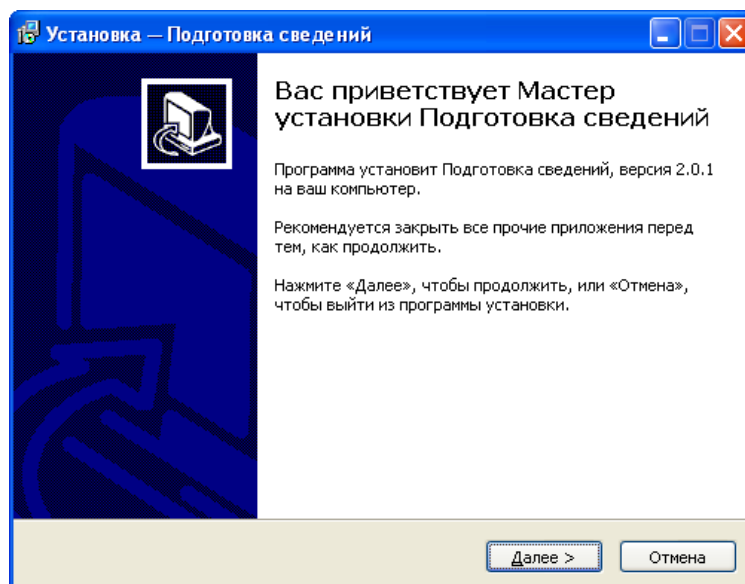 Установка — Подготовка сведений
Вас приветствует Мастер
установки Подготовка сведений
Программа установит Подготовка сведений, версия 2.0.1
на ваш компьютер.
Рекомендуется закрыть все прочие приложения перед
тем, как продолжить.
Нажмите «Далее», чтобы продолжить, или «Отмена»,
чтобы выйти из программы установки.
Далее >
Отмена